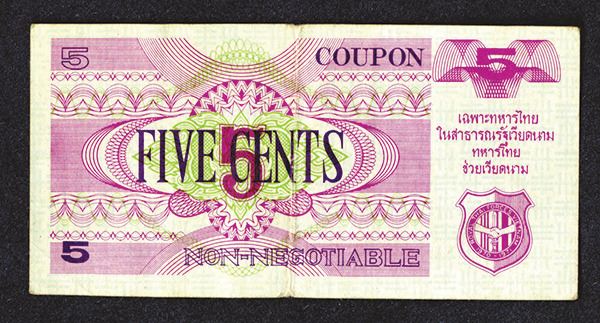 5
COUPON
5
FIVE CENTS
5
5
NON-NEGOTIABLE
เฉพาะทหารไทย
ในสาธารณรัฐเวียดนาม
ทหารไทย
ช่วยเวียดนาม